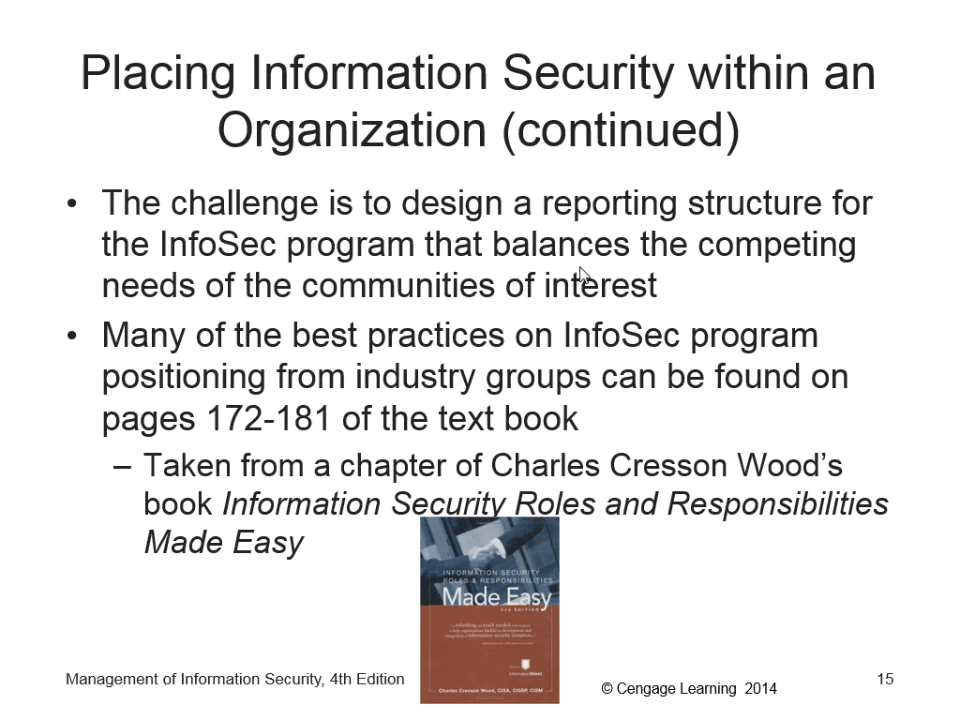 Placing Information Security within an
Organization (continued)
• The challenge is to design a reporting structure for
the InfoSec program that balances the competing
needs of the communities of interest
• Many of the best practices on InfoSec program
positioning from industry groups can be found on
pages 172-181 of the text book
– Taken from a chapter of Charles Cresson Wood's
book Information Security Roles and Responsibilities
Made Easy
INFORMATION SECURITY
ROLES & RESPONSIBILITIES
Made Easy
Charles Cresson Wood, CISA, CISSP, CISM
Management of Information Security, 4th Edition
© Cengage Learning 2014
15